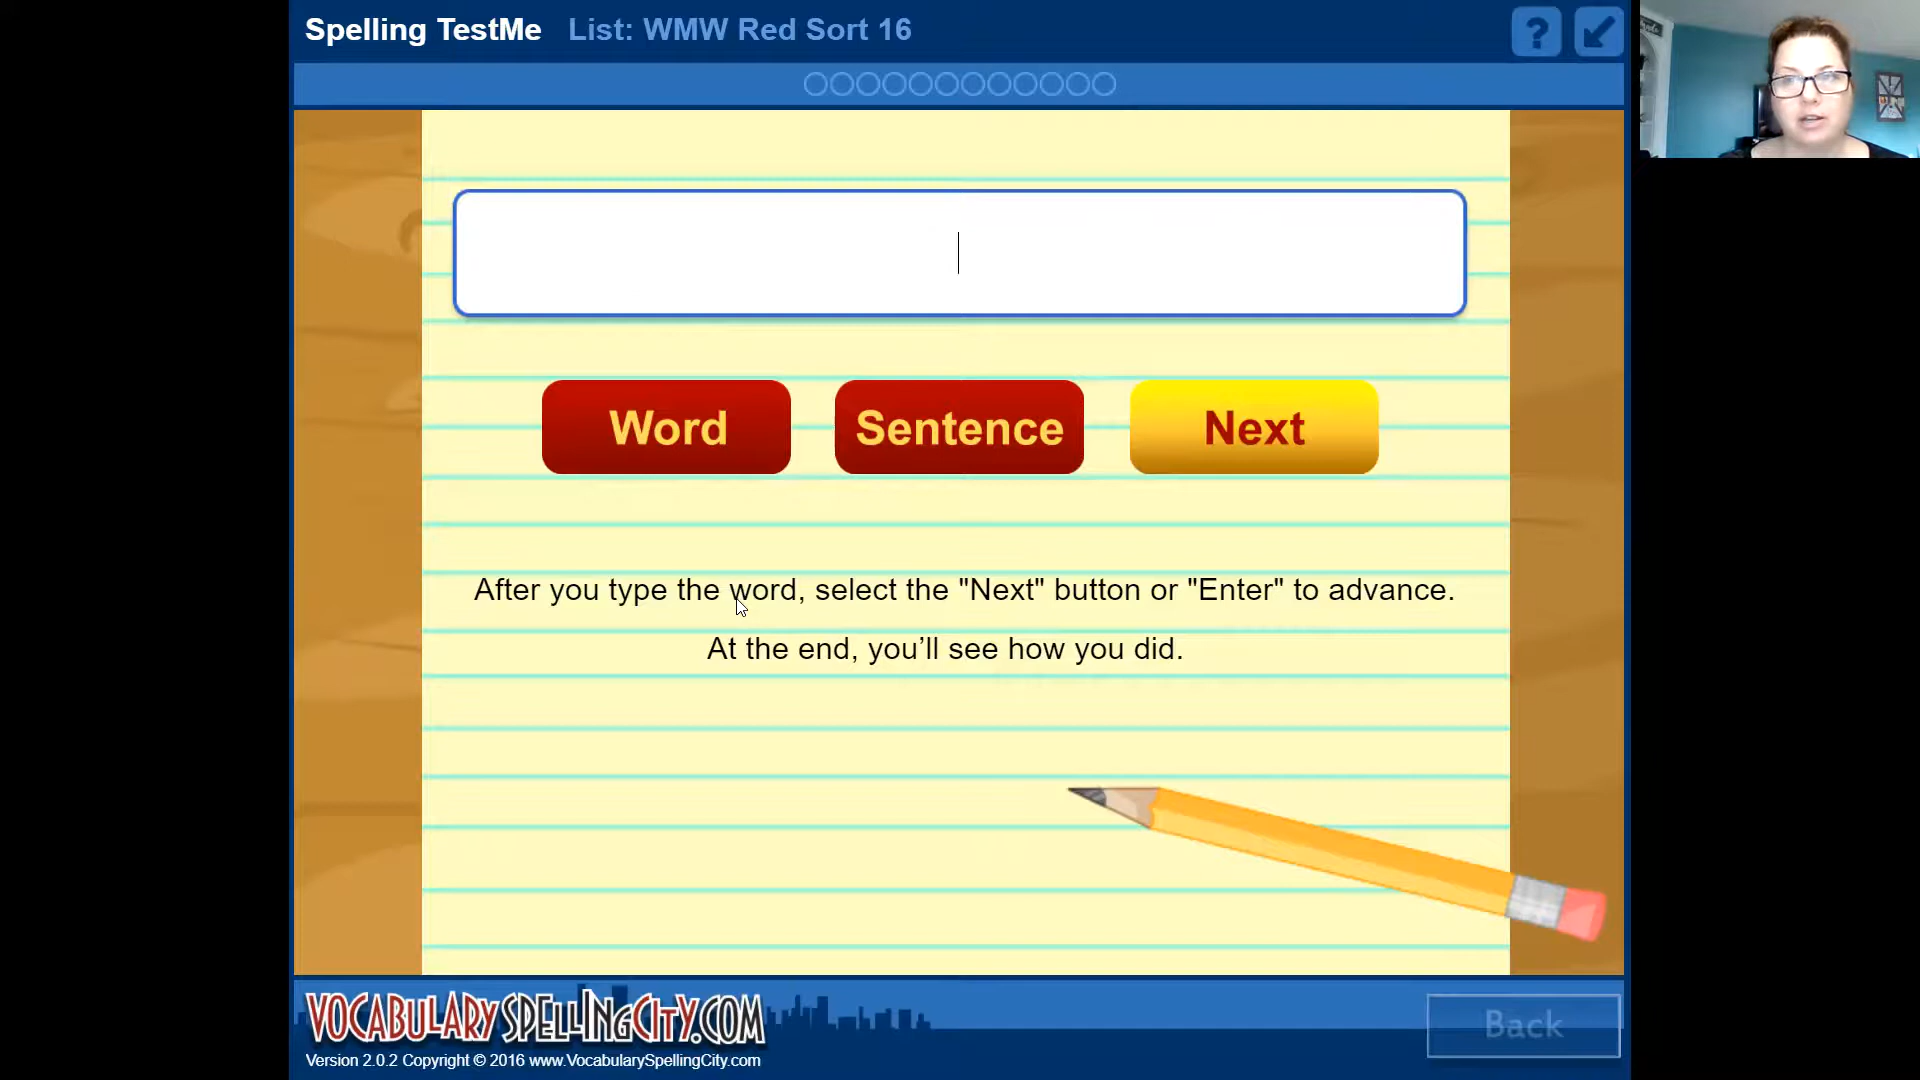 Spelling TestMe List: WMW Red Sort 16
?
Word Sentence Next
After you type the word, select the "Next" button or "Enter" to advance.
At the end, you’ll see how you did.
VOCABULARYSPELLINGCITY.COM
Back
Version 2.0.2 Copyright © 2016 www.VocabularySpellingCity.com